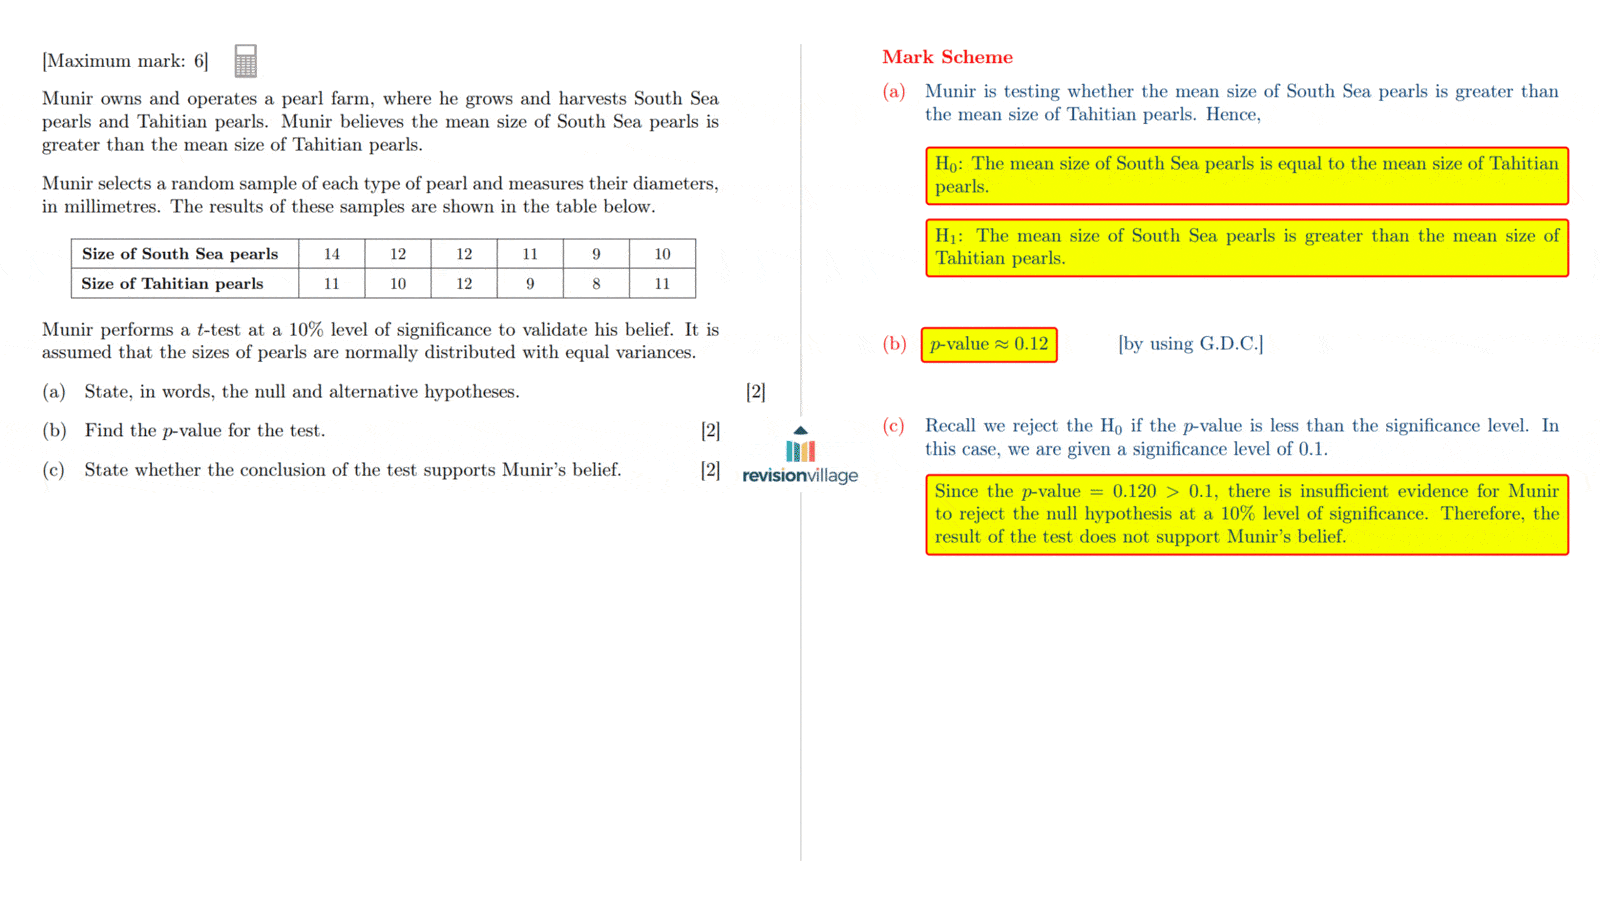 [Maximum mark: 6]
Munir owns and operates a pearl farm, where he grows and harvests South Sea
pearls and Tahitian pearls. Munir believes the mean size of South Sea pearls is
greater than the mean size of Tahitian pearls.
Munir selects a random sample of each type of pearl and measures their diameters,
in millimetres. The results of these samples are shown in the table below.
Size of South Sea pearls 14 12 12 11 9 10
Size of Tahitian pearls 11 10 12 9 8 11
Munir performs a t-test at a 10% level of significance to validate his belief. It is
assumed that the sizes of pearls are normally distributed with equal variances.
(a) State, in words, the null and alternative hypotheses. [2]
(b) Find the p-value for the test. [2]
(c) State whether the conclusion of the test supports Munir's belief. [2]
revisionvillage
Mark Scheme
(a) Munir is testing whether the mean size of South Sea pearls is greater than
the mean size of Tahitian pearls. Hence,
H₀: The mean size of South Sea pearls is equal to the mean size of Tahitian
pearls.
H₁: The mean size of South Sea pearls is greater than the mean size of
Tahitian pearls.
(b) p-value ≈ 0.12 [by using G.D.C.]
(c) Recall we reject the H₀ if the p-value is less than the significance level. In
this case, we are given a significance level of 0.1.
Since the p-value = 0.120 > 0.1, there is insufficient evidence for Munir
to reject the null hypothesis at a 10% level of significance. Therefore, the
result of the test does not support Munir's belief.